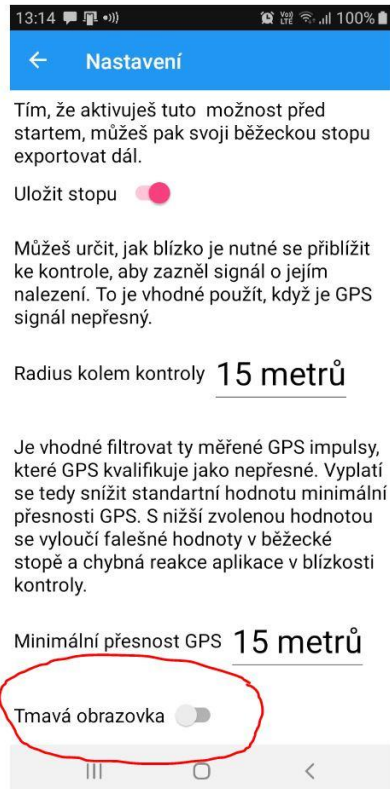 13:14 100%
Nastavení
Tím, že aktivuješ tuto možnost před
startem, můžeš pak svoji běžeckou stopu
exportovat dál.
Uložit stopu
Můžeš určit, jak blízko je nutné se přiblížit
ke kontrole, aby zazněl signál o jejím
nalezení. To je vhodné použít, když je GPS
signál nepřesný.
Radius kolem kontroly 15 metrů
Je vhodné filtrovat ty měřené GPS impulsy,
které GPS kvalifikuje jako nepřesné. Vyplatí
se tedy snížit standartní hodnotu minimální
přesnosti GPS. S nižší zvolenou hodnotou
se vyloučí falešné hodnoty v běžecké
stopě a chybná reakce aplikace v blízkosti
kontroly.
Minimální přesnost GPS 15 metrů
Tmavá obrazovka